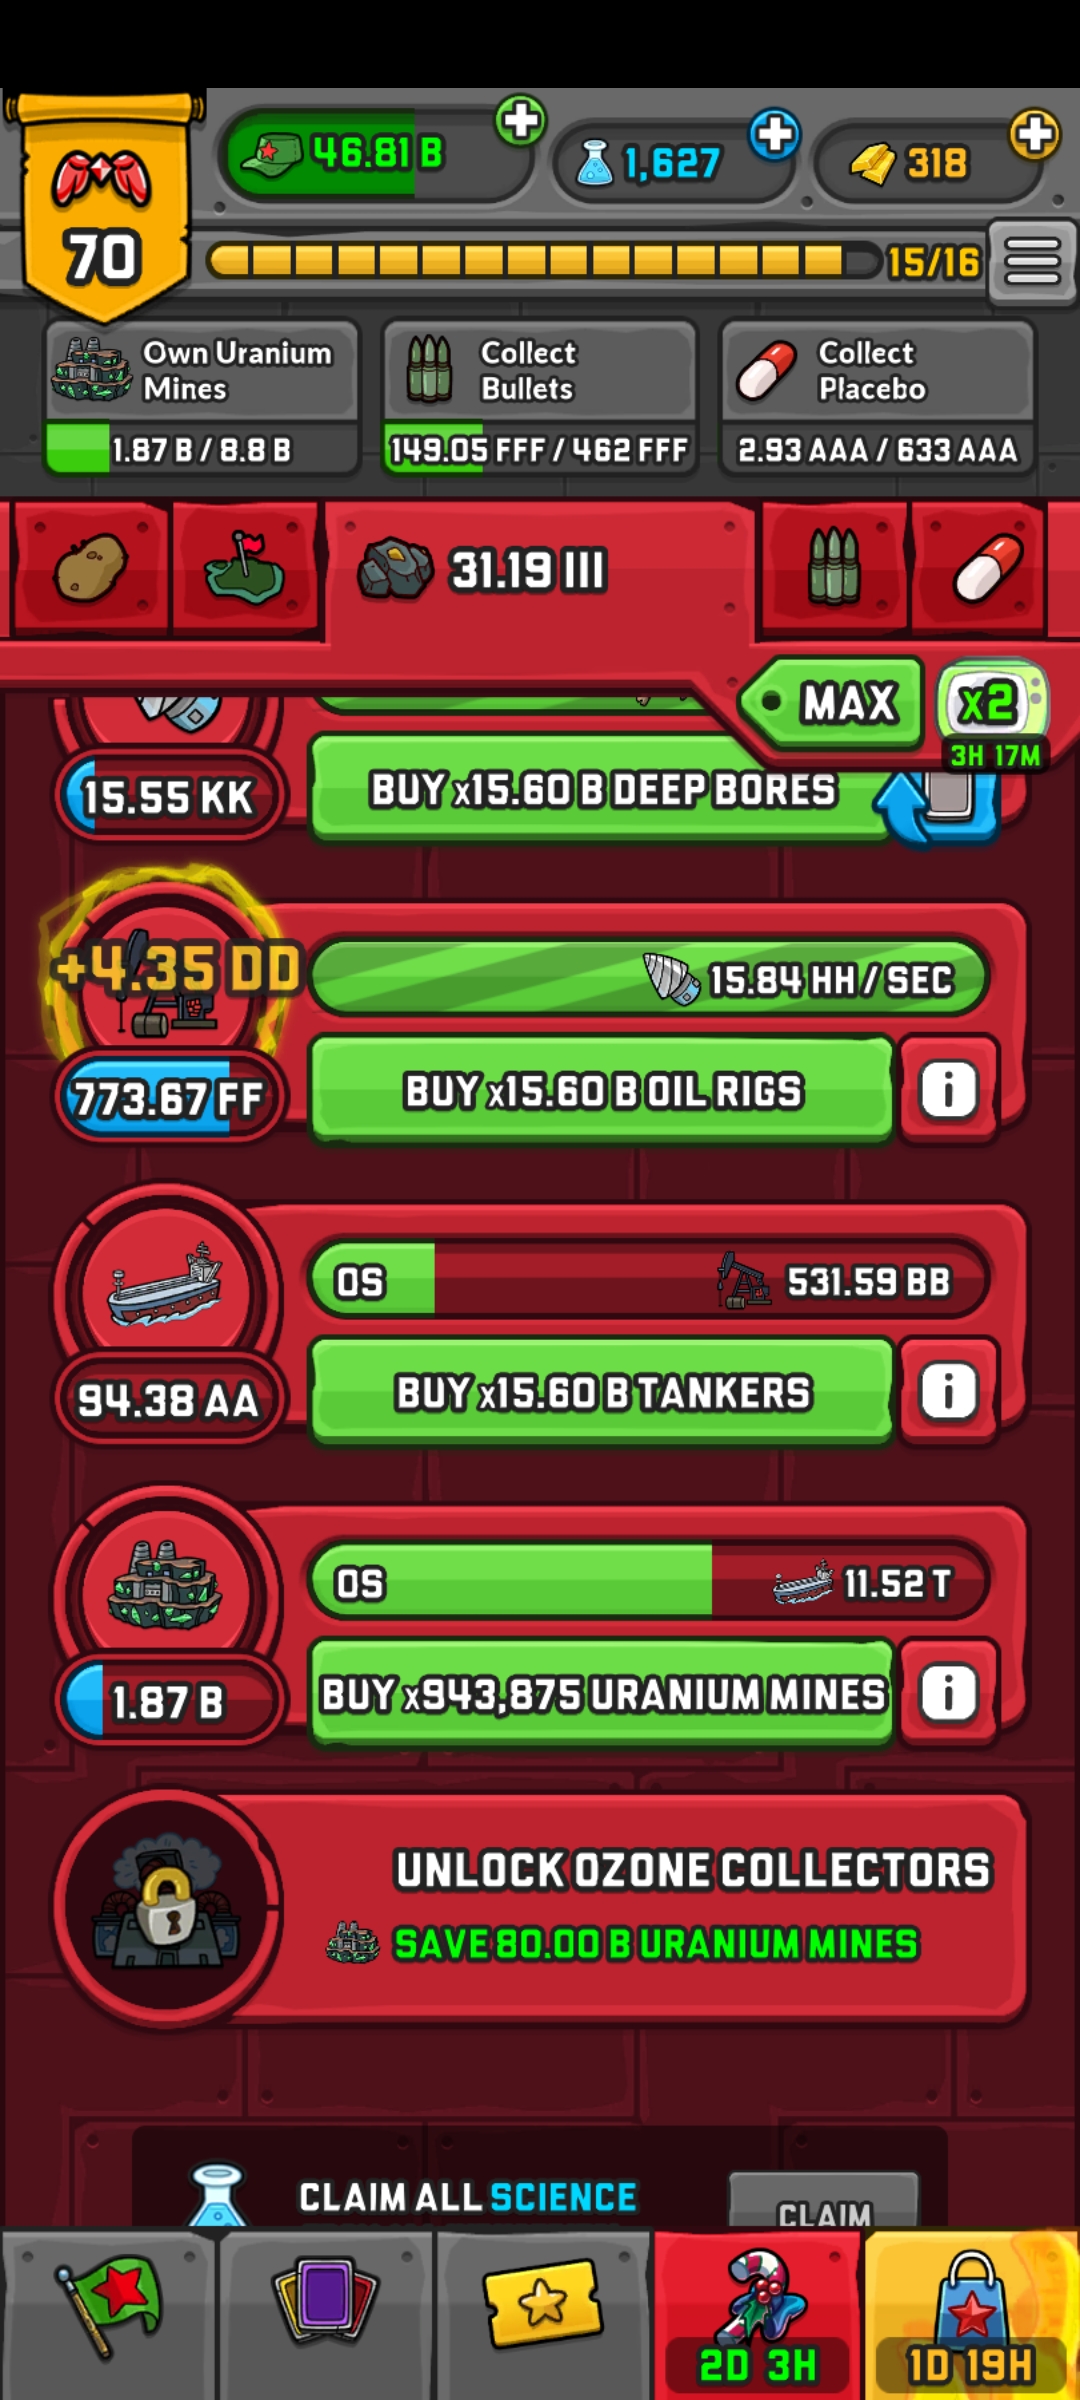 46.81 B
1,627
318
70
15/16
Own Uranium
Mines
1.87 B / 8.8 B
Collect
Bullets
149.05 FFF / 462 FFF
Collect
Placebo
2.93 AAA / 633 AAA
31.19 III
MAX
x2
3H 17M
15.55 KK
BUY x15.60 B DEEP BORES
+4.35 DD
15.84 HH / SEC
773.67 FF
BUY x15.60 B OIL RIGS
i
0S
531.59 BB
94.38 AA
BUY x15.60 B TANKERS
i
0S
11.52 T
1.87 B
BUY x943,875 URANIUM MINES
i
UNLOCK OZONE COLLECTORS
SAVE 80.00 B URANIUM MINES
CLAIM ALL SCIENCE
CLAIM
2D 3H
1D 19H